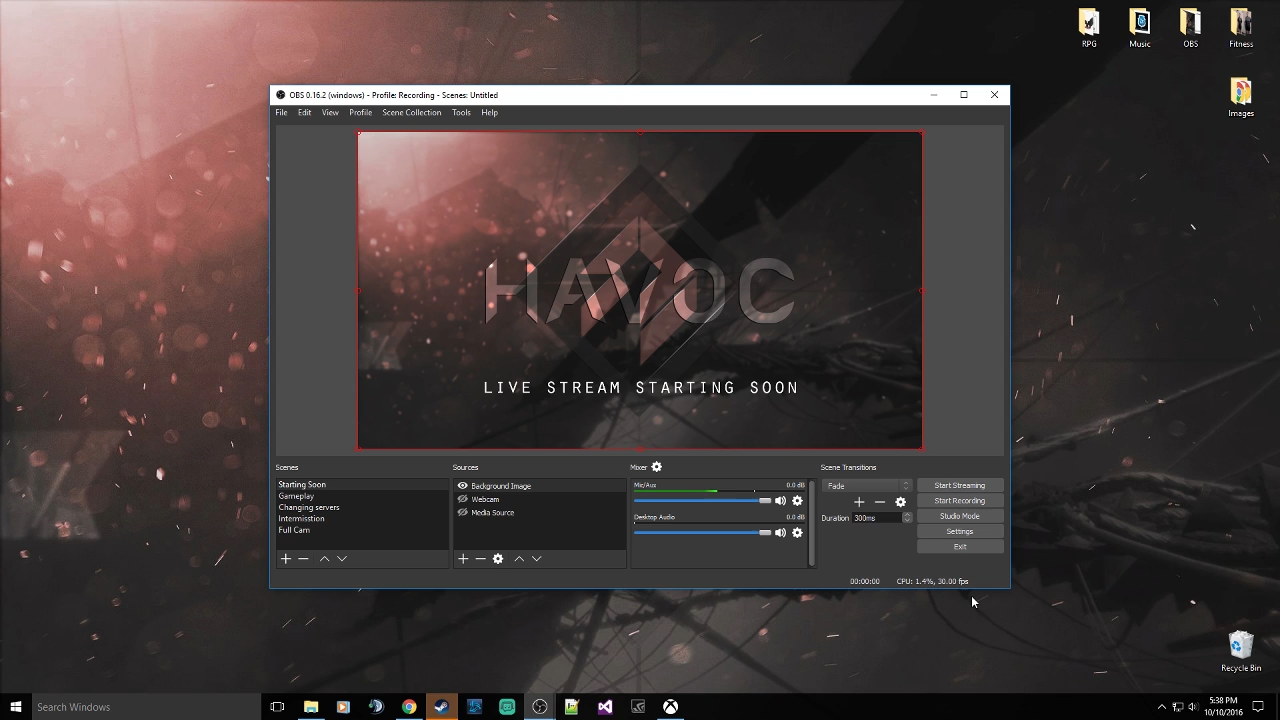 RPG
Music
OBS
Fitness
Images
OBS 0.16.2 (windows) - Profile: Recording - Scenes: Untitled
File Edit View Profile Scene Collection Tools Help
HAVOC
LIVE STREAM STARTING SOON
Scenes
Starting Soon
Gameplay
Changing servers
Intermisstion
Full Cam
Sources
Background Image
Webcam
Media Source
Mixer
Mic/Aux 0.0 dB
Desktop Audio 0.0 dB
Scene Transitions
Fade
Duration 300ms
Start Streaming
Start Recording
Studio Mode
Settings
Exit
00:00:00 CPU: 1.4%, 30.00 fps
Recycle Bin
Search Windows
5:38 PM
10/10/2016